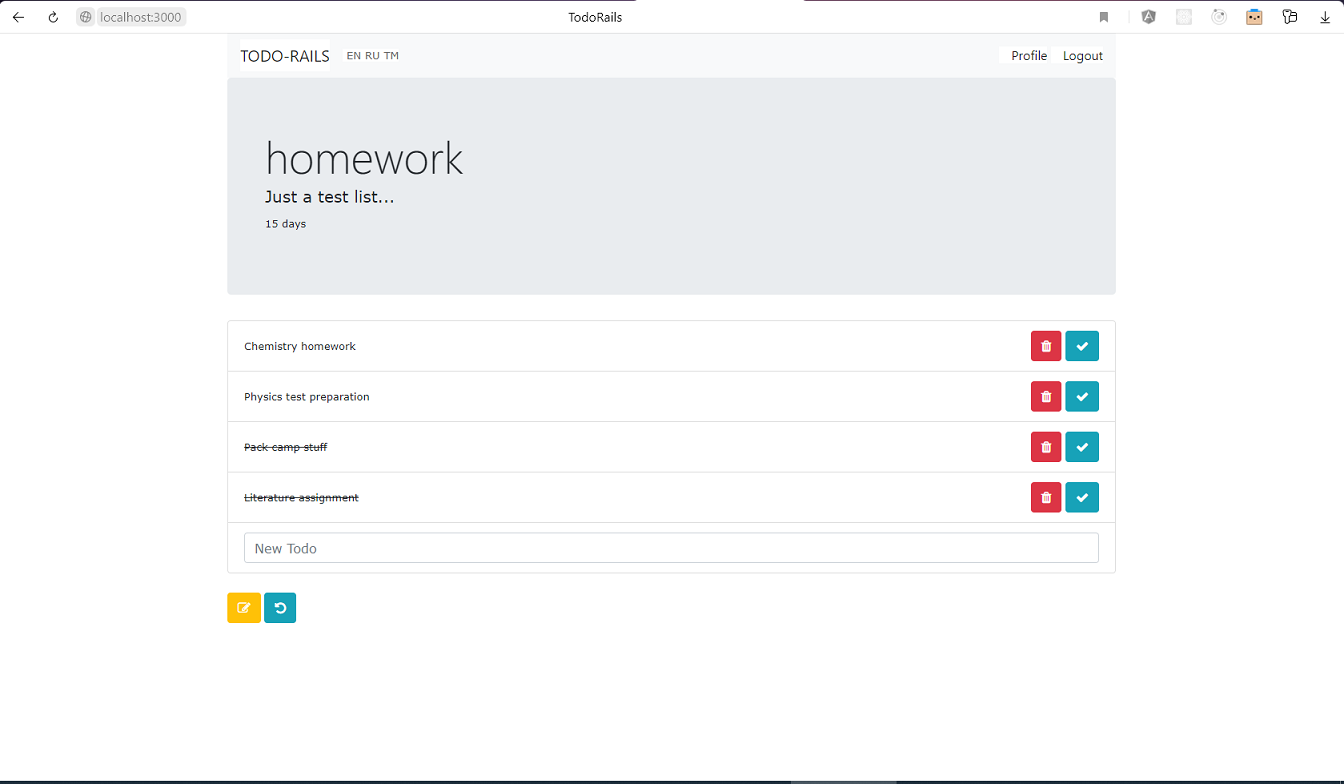 localhost:3000
TodoRails
TODO-RAILS EN RU TM Profile Logout
homework
Just a test list...
15 days
Chemistry homework
Physics test preparation
Pack camp stuff
Literature assignment
New Todo